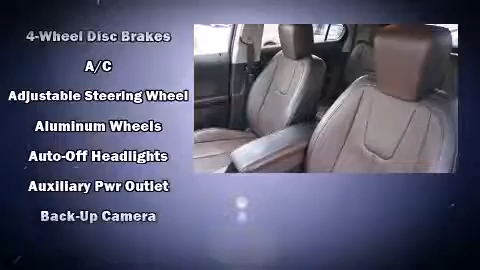 4-Wheel Disc Brakes
A/C
Adjustable Steering Wheel
Aluminum Wheels
Auto-Off Headlights
Auxiliary Pwr Outlet
Back-Up Camera